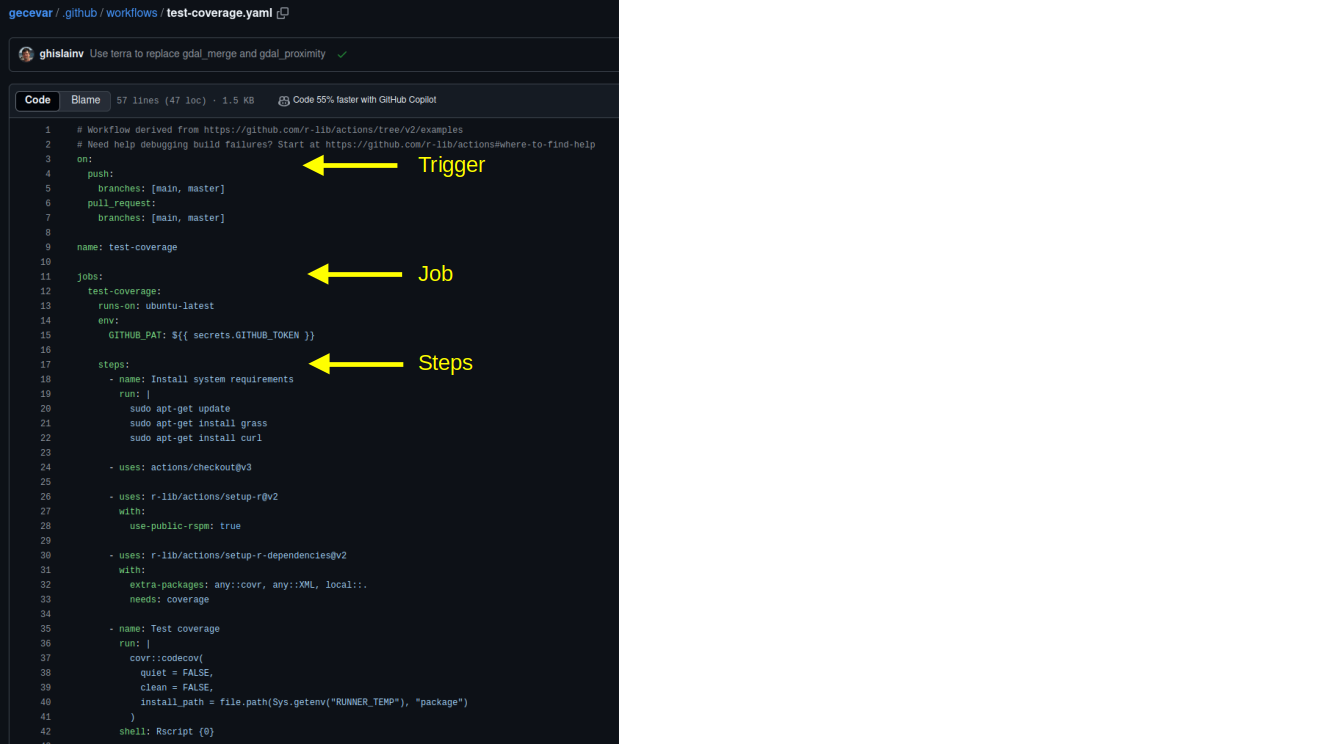 gecevar / .github / workflows / test-coverage.yaml
ghislainv Use terra to replace gdal_merge and gdal_proximity
Code Blame 57 lines (47 loc) · 1.5 KB Code 55% faster with GitHub Copilot
1 # Workflow derived from https://github.com/r-lib/actions/tree/v2/examples
2 # Need help debugging build failures? Start at https://github.com/r-lib/actions#where-to-find-help
3 on:
Trigger
4 push:
5 branches: [main, master]
6 pull_request:
7 branches: [main, master]
8
9 name: test-coverage
10
11 jobs:
Job
12 test-coverage:
13 runs-on: ubuntu-latest
14 env:
15 GITHUB_PAT: ${{ secrets.GITHUB_TOKEN }}
16
17 steps:
Steps
18 - name: Install system requirements
19 run: |
20 sudo apt-get update
21 sudo apt-get install grass
22 sudo apt-get install curl
23
24 - uses: actions/checkout@v3
25
26 - uses: r-lib/actions/setup-r@v2
27 with:
28 use-public-rspm: true
29
30 - uses: r-lib/actions/setup-r-dependencies@v2
31 with:
32 extra-packages: any::covr, any::XML, local::.
33 needs: coverage
34
35 - name: Test coverage
36 run: |
37 covr::codecov(
38 quiet = FALSE,
39 clean = FALSE,
40 install_path = file.path(Sys.getenv("RUNNER_TEMP"), "package")
41 )
42 shell: Rscript {0}